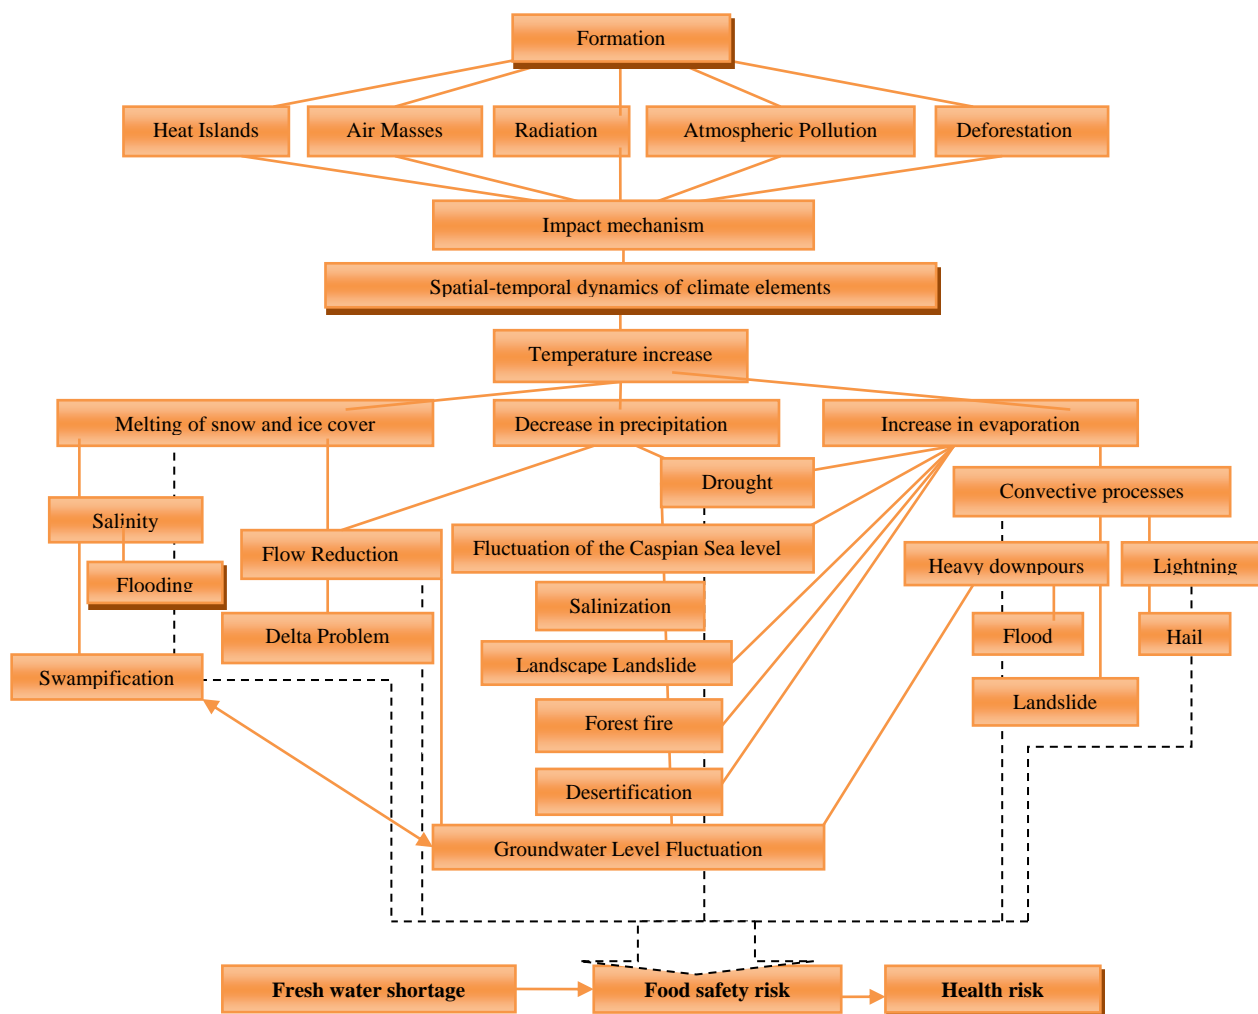 Formation
Heat Islands
Air Masses
Radiation
Atmospheric Pollution
Deforestation
Impact mechanism
Spatial-temporal dynamics of climate elements
Temperature increase
Melting of snow and ice cover
Decrease in precipitation
Increase in evaporation
Drought
Convective processes
Salinity
Flow Reduction
Fluctuation of the Caspian Sea level
Heavy downpours
Lightning
Flooding
Salinization
Delta Problem
Flood
Hail
Landscape Landslide
Swampification
Landslide
Forest fire
Desertification
Groundwater Level Fluctuation
Fresh water shortage
Food safety risk
Health risk